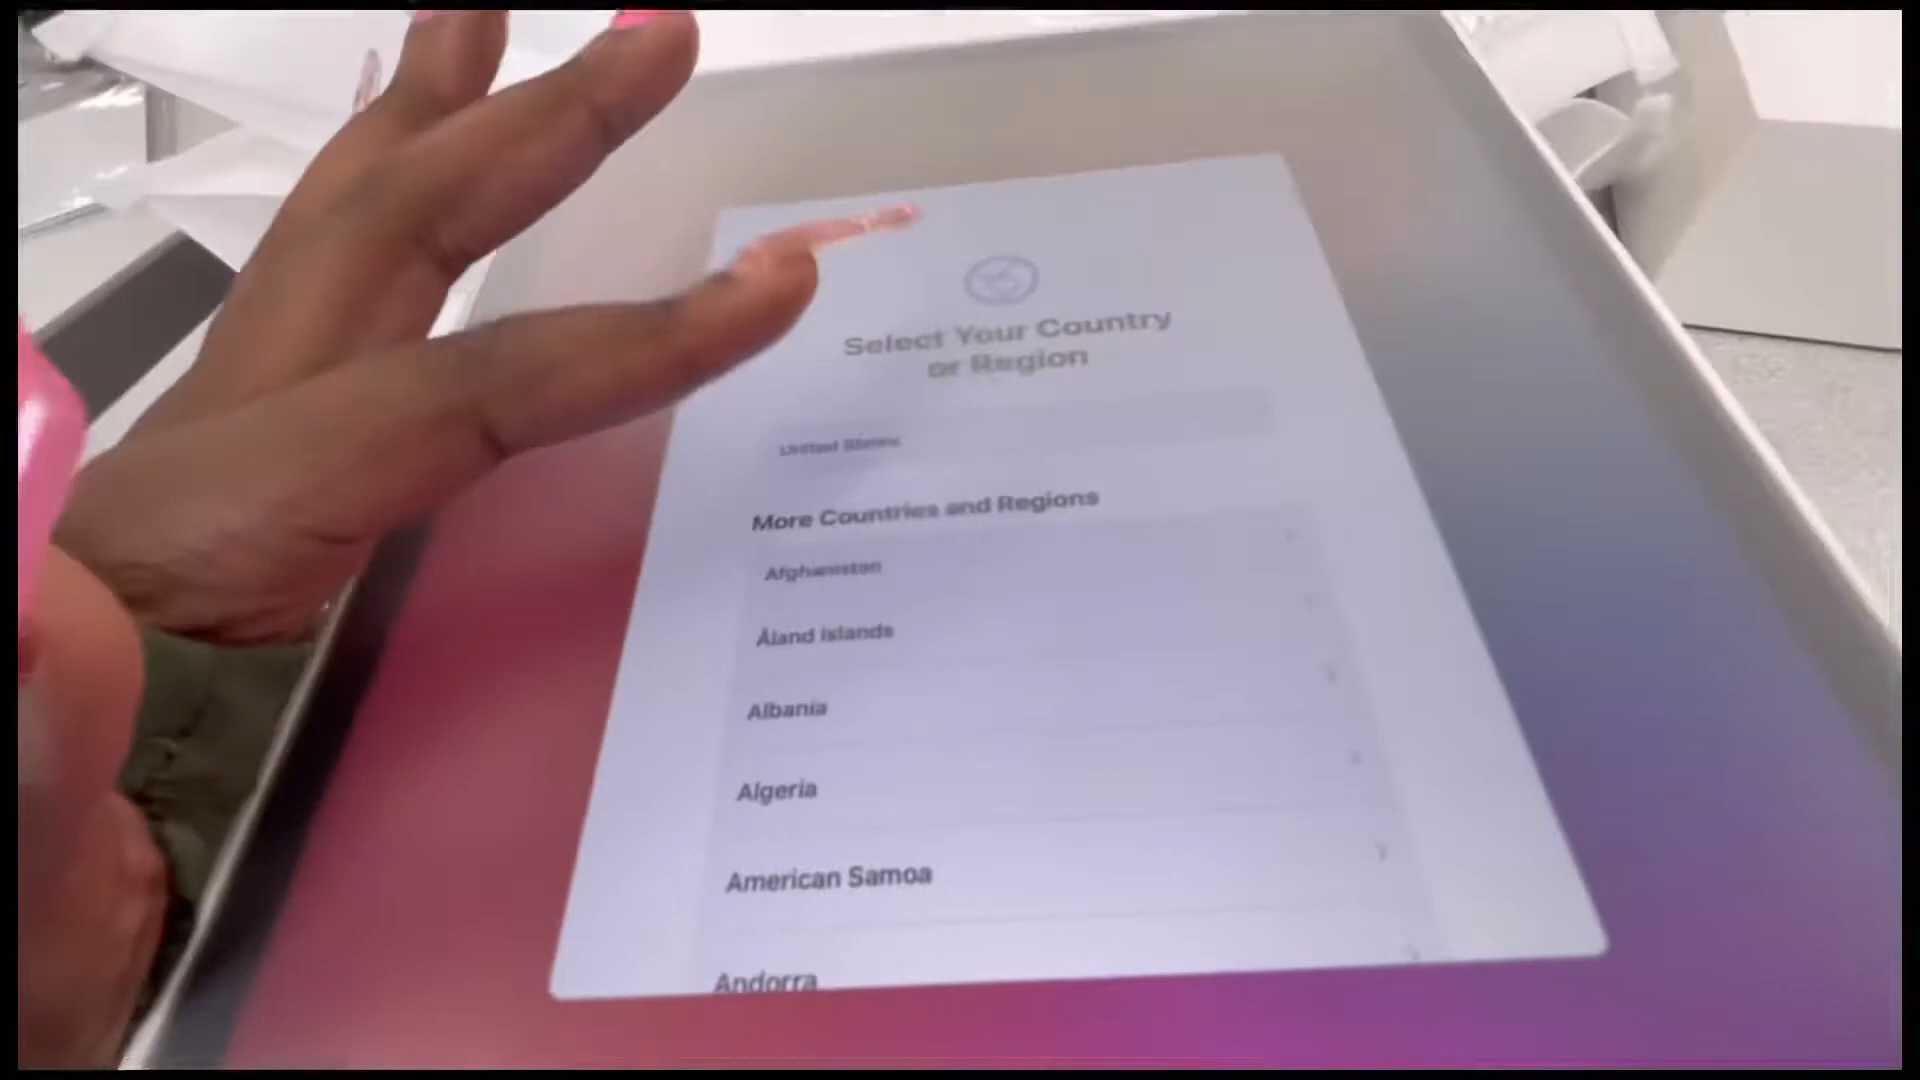 Select Your Country
or Region
United States
More Countries and Regions
Afghanistan
Åland Islands
Albania
Algeria
American Samoa
Andorra